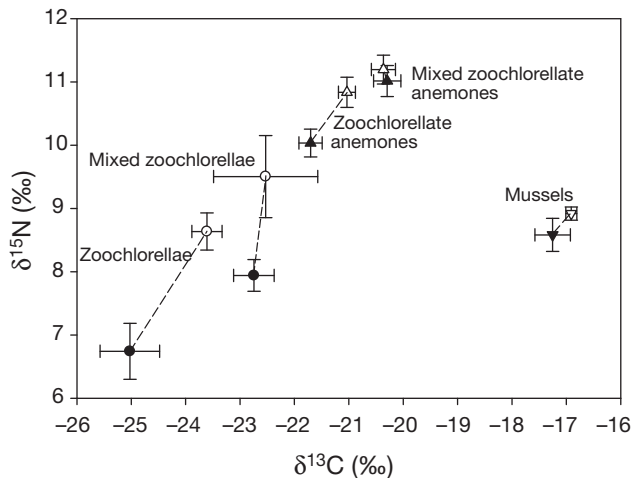 12
11
10
9
8
7
6
δ15N (‰)
Mixed zoochlorellate
anemones
Zoochlorellate
anemones
Mixed zoochlorellae
Mussels
Zoochlorellae
–26 –25 –24 –23 –22 –21 –20 –19 –18 –17 –16
δ13C (‰)